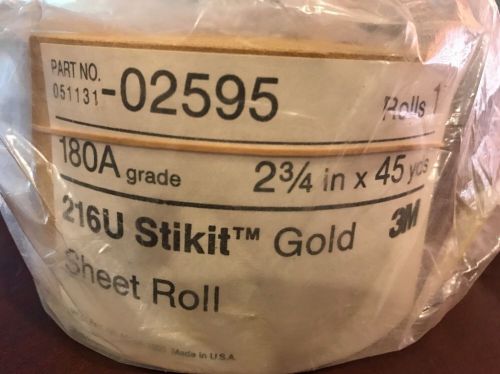 PART NO.
051131-02595 Rolls 1
180A grade 2¾ in x 45 yds
216U Stikit™ Gold 3M
Sheet Roll
Made in U.S.A.